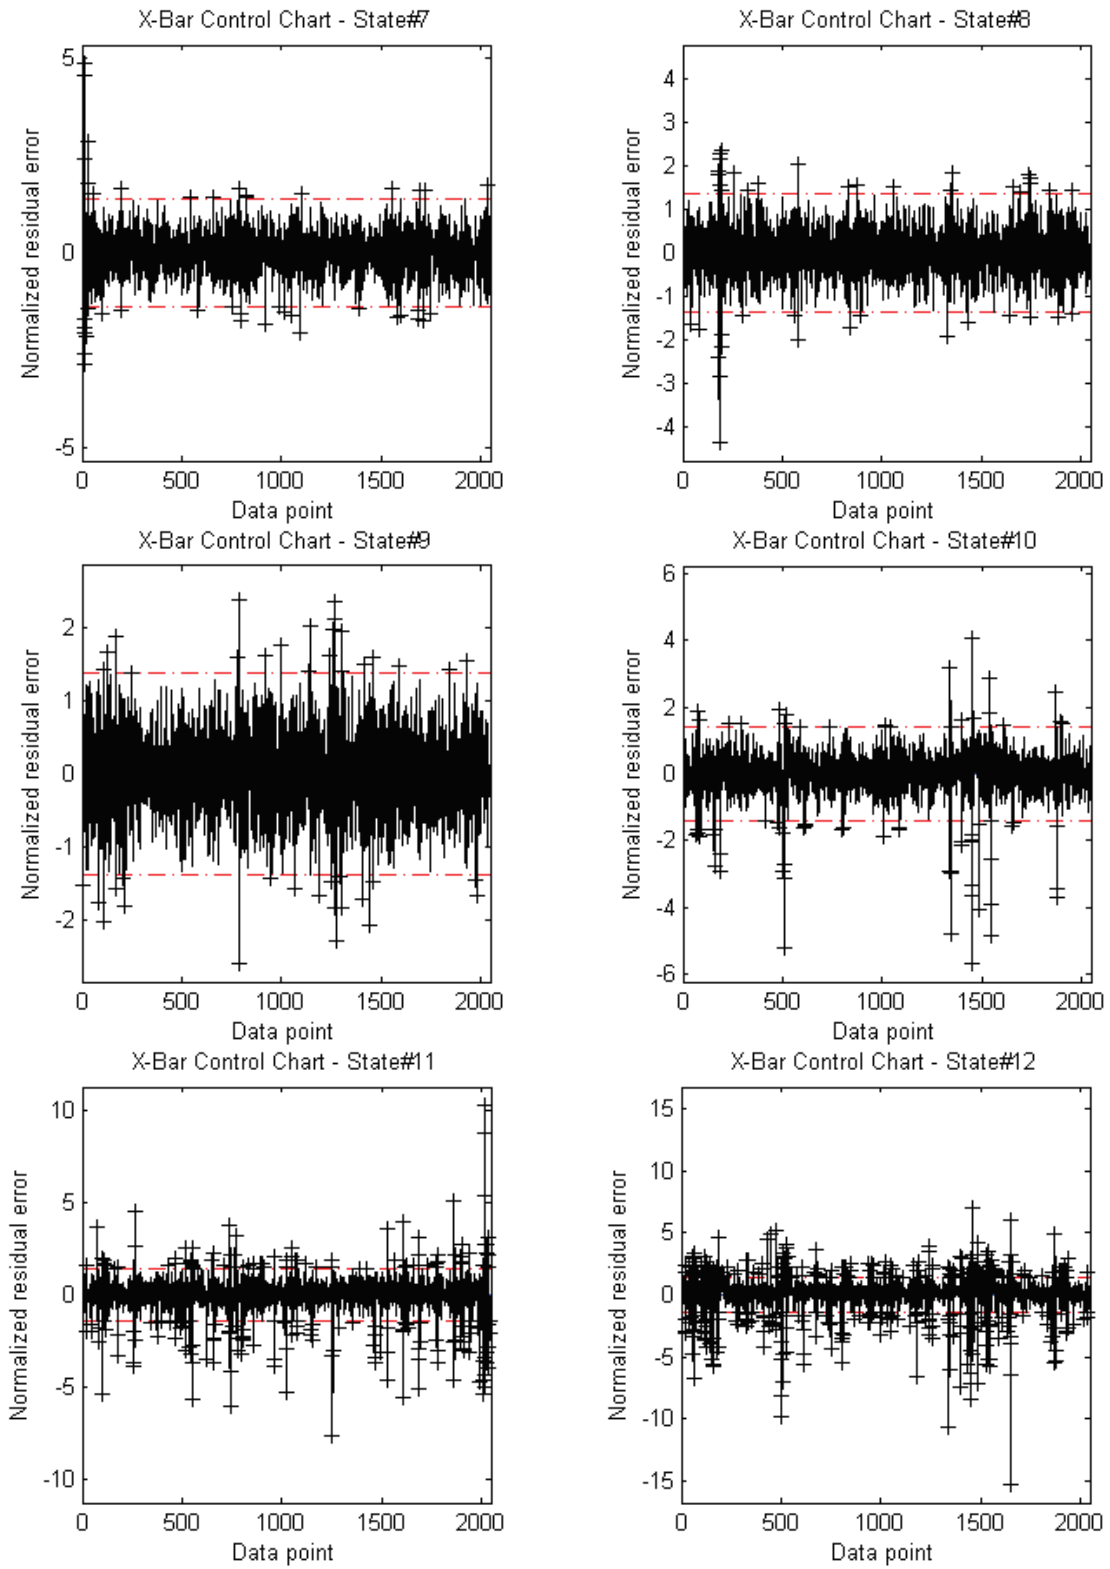 X-Bar Control Chart - State#7
5
0
-5
Normalized residual error
0 500 1000 1500 2000
Data point
X-Bar Control Chart - State#8
4
3
2
1
0
-1
-2
-3
-4
Normalized residual error
0 500 1000 1500 2000
Data point
X-Bar Control Chart - State#9
2
1
0
-1
-2
Normalized residual error
0 500 1000 1500 2000
Data point
X-Bar Control Chart - State#10
6
4
2
0
-2
-4
-6
Normalized residual error
0 500 1000 1500 2000
Data point
X-Bar Control Chart - State#11
10
5
0
-5
-10
Normalized residual error
0 500 1000 1500 2000
Data point
X-Bar Control Chart - State#12
15
10
5
0
-5
-10
-15
Normalized residual error
0 500 1000 1500 2000
Data point